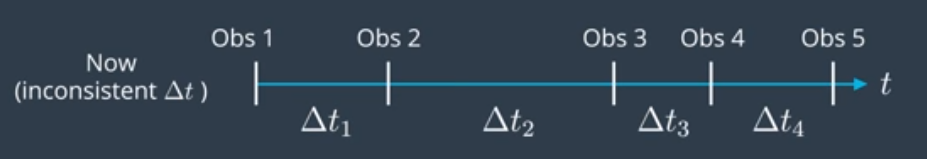 Obs 1 Obs 2 Obs 3 Obs 4 Obs 5
Now
(inconsistent Δt )
t
Δt₁ Δt₂ Δt₃ Δt₄